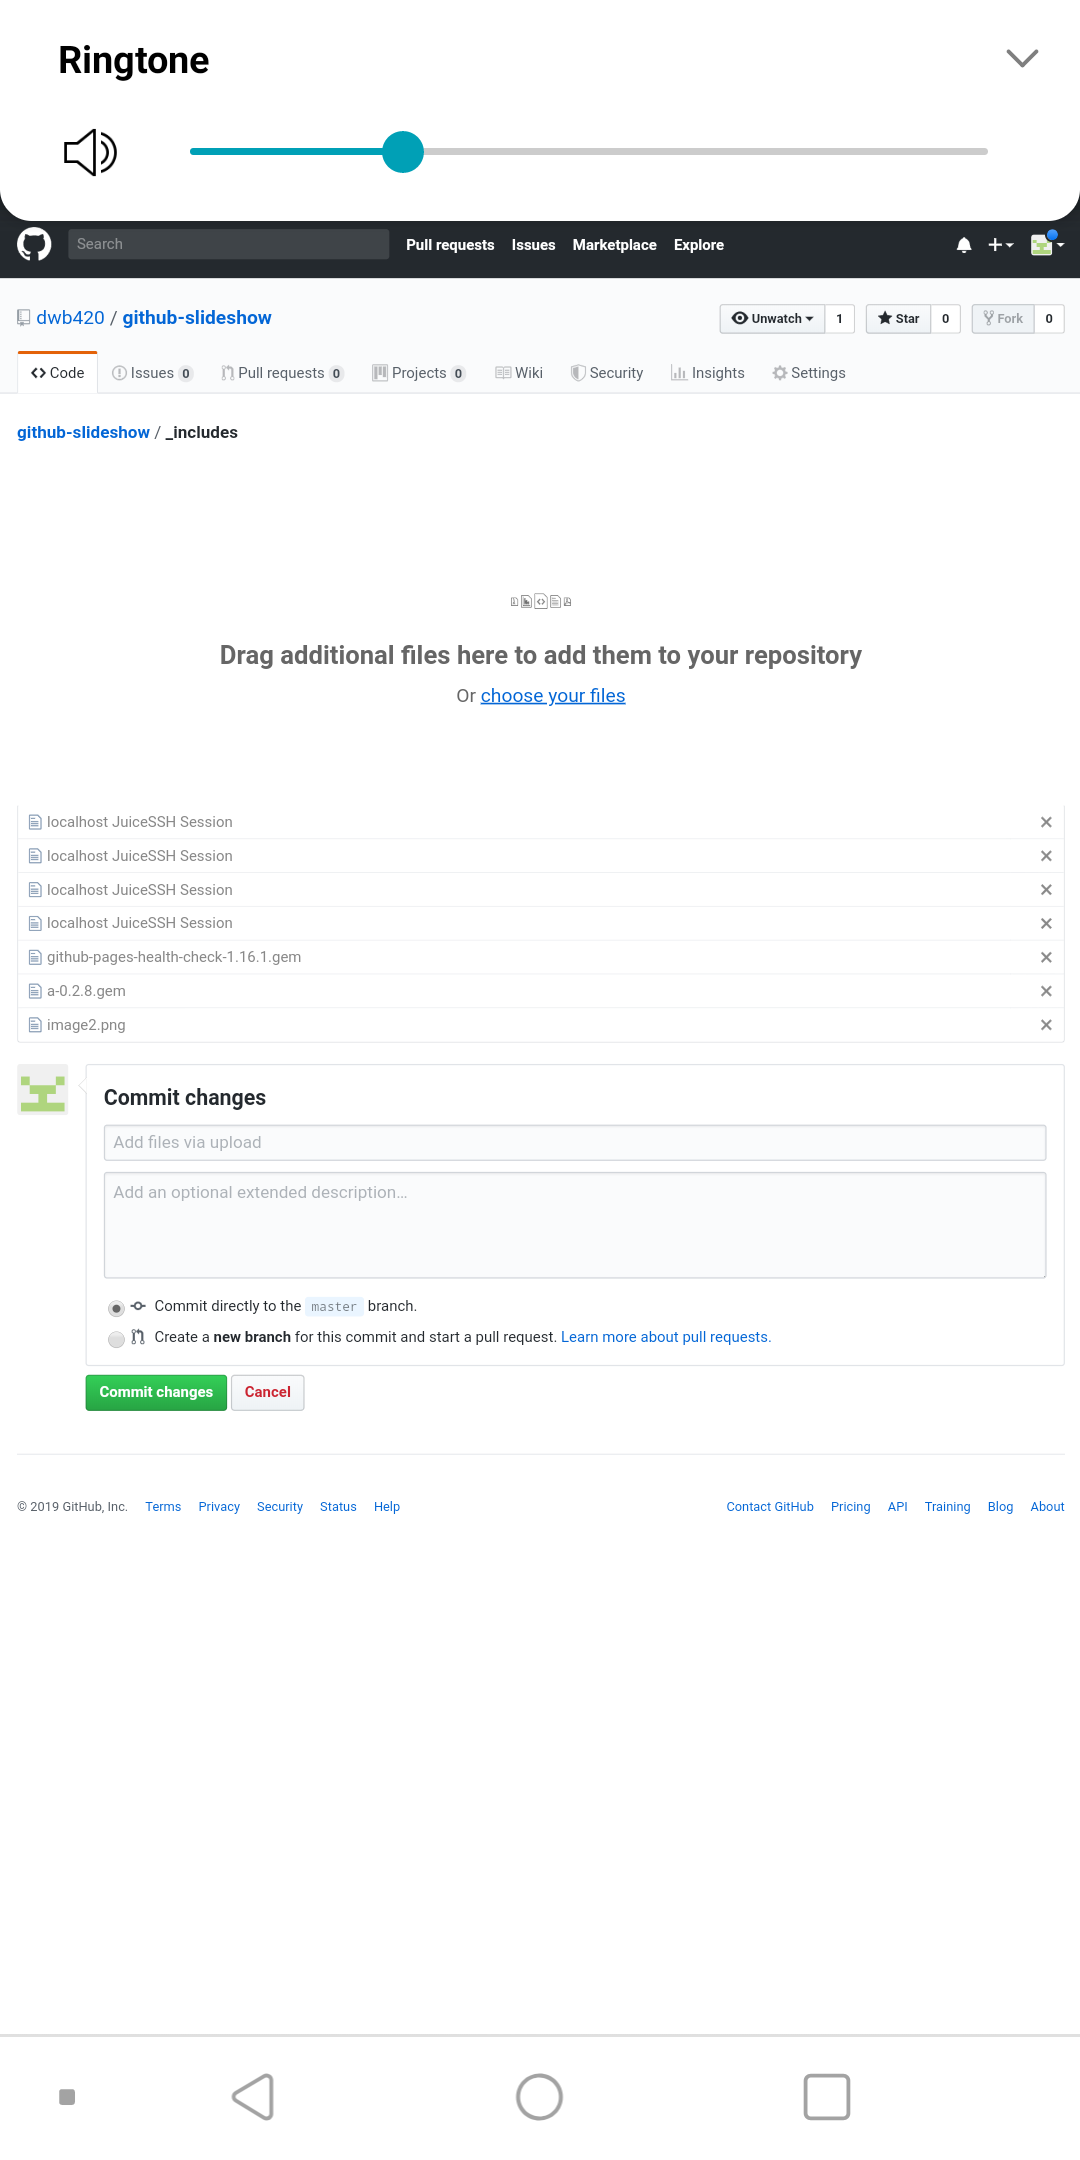 Ringtone
Search Pull requests Issues Marketplace Explore
dwb420 / github-slideshow Unwatch 1 Star 0 Fork 0
Code Issues 0 Pull requests 0 Projects 0 Wiki Security Insights Settings
github-slideshow / _includes
Drag additional files here to add them to your repository
Or choose your files
localhost JuiceSSH Session
localhost JuiceSSH Session
localhost JuiceSSH Session
localhost JuiceSSH Session
github-pages-health-check-1.16.1.gem
a-0.2.8.gem
image2.png
Commit changes
Add files via upload
Add an optional extended description...
Commit directly to the master branch.
Create a new branch for this commit and start a pull request. Learn more about pull requests.
Commit changes Cancel
© 2019 GitHub, Inc. Terms Privacy Security Status Help Contact GitHub Pricing API Training Blog About